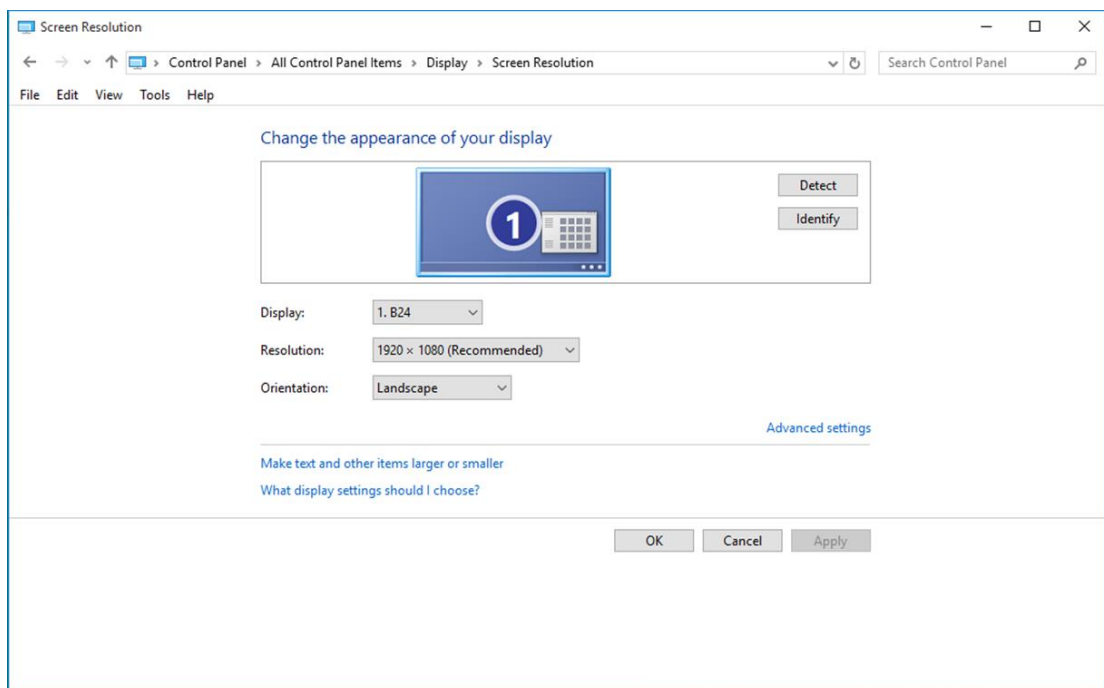 Screen Resolution
Control Panel > All Control Panel Items > Display > Screen Resolution
Search Control Panel
File Edit View Tools Help
Change the appearance of your display
1
Detect
Identify
Display: 1. B24
Resolution: 1920 × 1080 (Recommended)
Orientation: Landscape
Advanced settings
Make text and other items larger or smaller
What display settings should I choose?
OK Cancel Apply